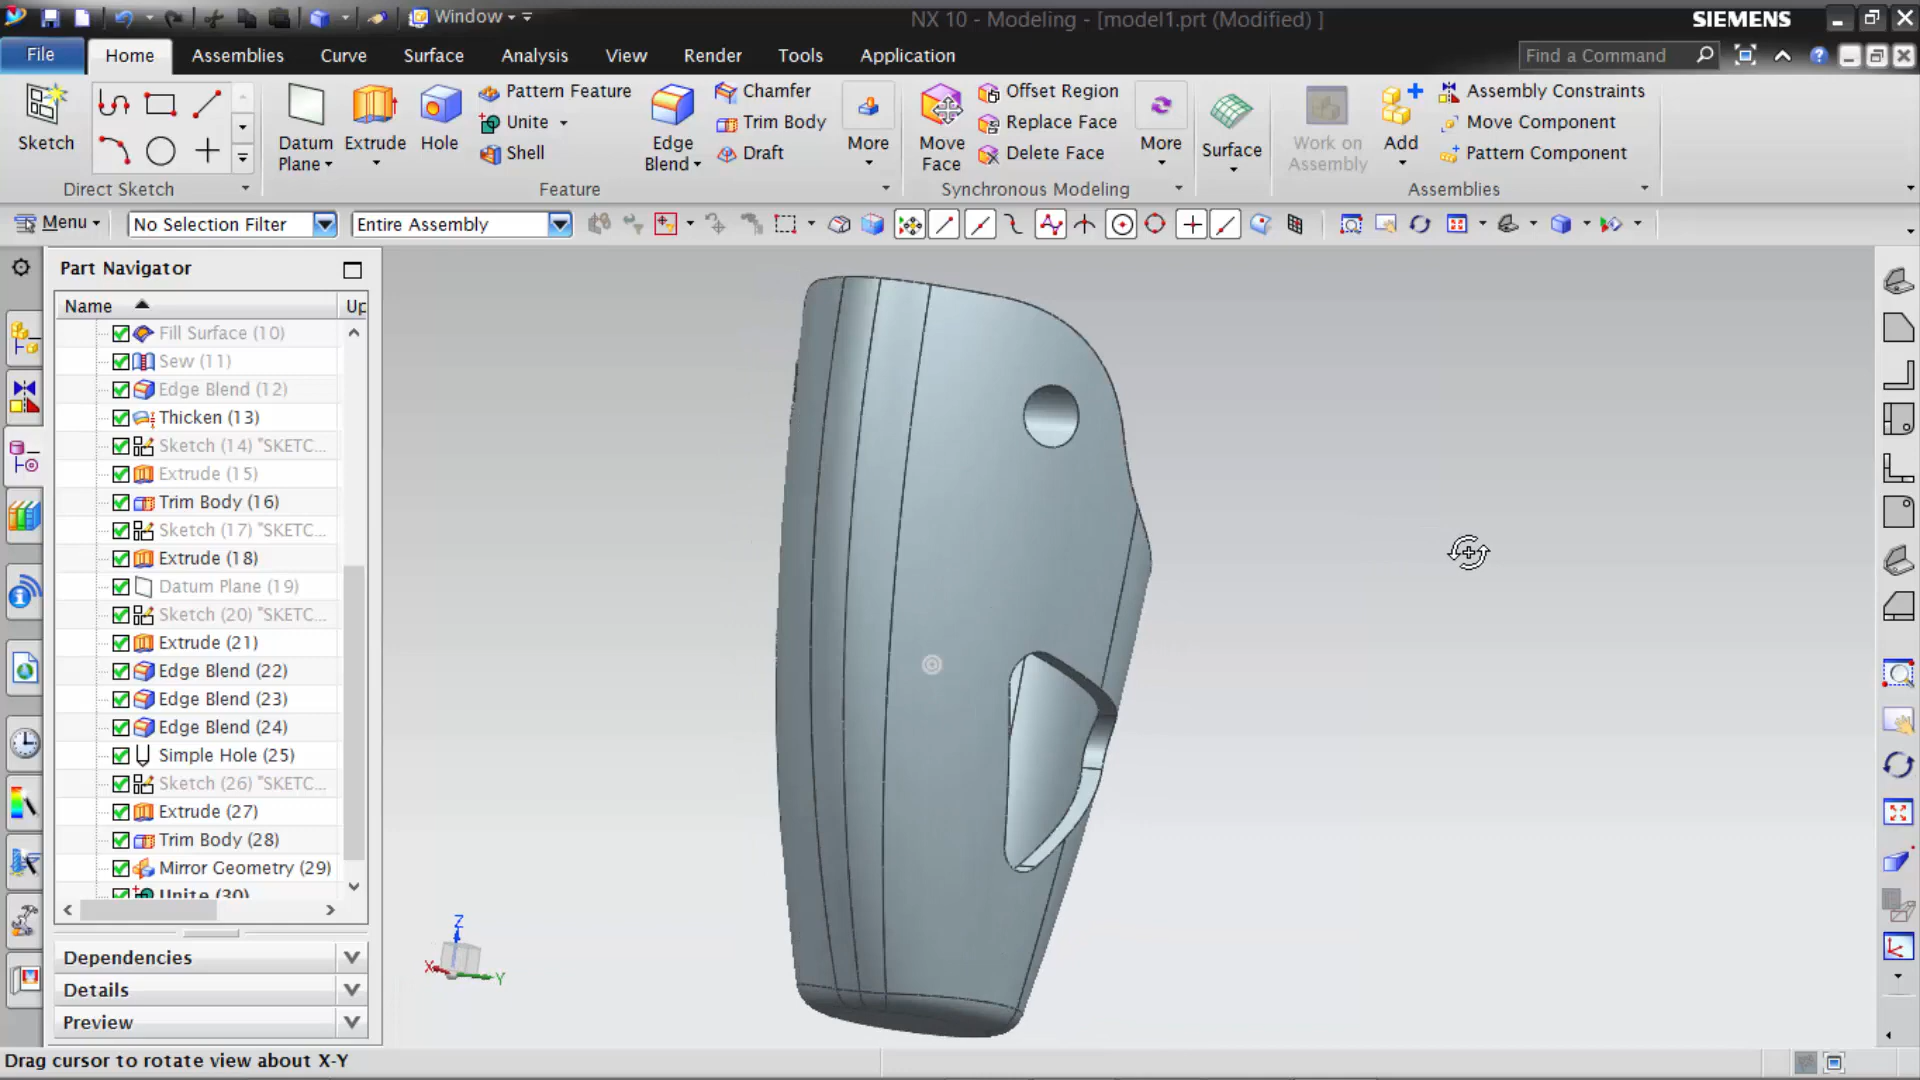 Window
NX 10 - Modeling - [model1.prt (Modified) ]
SIEMENS
File
Home
Assemblies
Curve
Surface
Analysis
View
Render
Tools
Application
Find a Command
Sketch
Direct Sketch
Datum
Plane
Extrude
Hole
Pattern Feature
Unite
Shell
Edge
Blend
Chamfer
Trim Body
Draft
More
Feature
Move
Face
Offset Region
Replace Face
Delete Face
More
Synchronous Modeling
Surface
Work on
Assembly
Add
Assembly Constraints
Move Component
Pattern Component
Assemblies
Menu
No Selection Filter
Entire Assembly
Part Navigator
Name
Up
Fill Surface (10)
Sew (11)
Edge Blend (12)
Thicken (13)
Sketch (14) "SKETC...
Extrude (15)
Trim Body (16)
Sketch (17) "SKETC...
Extrude (18)
Datum Plane (19)
Sketch (20) "SKETC...
Extrude (21)
Edge Blend (22)
Edge Blend (23)
Edge Blend (24)
Simple Hole (25)
Sketch (26) "SKETC...
Extrude (27)
Trim Body (28)
Mirror Geometry (29)
Unite (30)
Dependencies
Details
Preview
Z
X
Y
Drag cursor to rotate view about X-Y